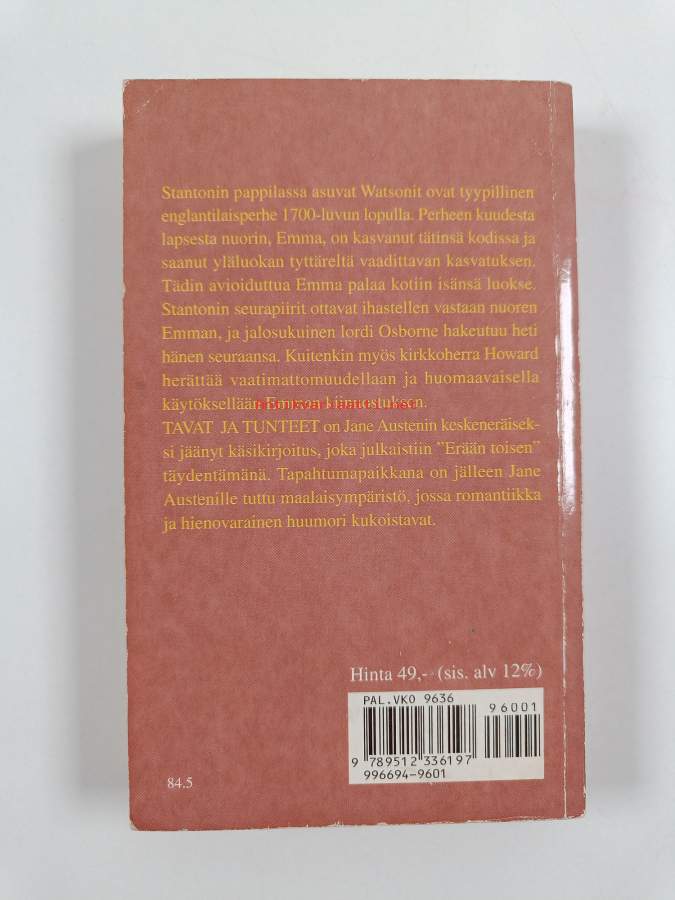 Stantonin pappilassa asuvat Watsonit ovat tyypillinen
englantilaisperhe 1700-luvun lopulla. Perheen kuudesta
lapsesta nuorin, Emma, on kasvanut tätinsä kodissa ja
saanut yläluokan tyttäreltä vaadittavan kasvatuksen.
Tädin avioiduttua Emma palaa kotiin isänsä luokse.
Stantonin seurapiirit ottavat ihastellen vastaan nuoren
Emman, ja jalosukuinen lordi Osborne hakeutuu heti
hänen seuraansa. Kuitenkin myös kirkkoherra Howard
herättää vaatimattomuudellaan ja huomaavaisella
käytöksellään Emman kiinnostuksen.
TAVAT JA TUNTEET on Jane Austenin keskeneräisek-
si jäänyt käsikirjoitus, joka julkaistiin ”Erään toisen”
täydentämänä. Tapahtumapaikkana on jälleen Jane
Austenille tuttu maalaisympäristö, jossa romantiikka
ja hienovarainen huumori kukoistavat.
Hinta 49,- (sis. alv 12%)
PAL.VKO 9636
96001
9 789512 336197
996694-9601
84.5